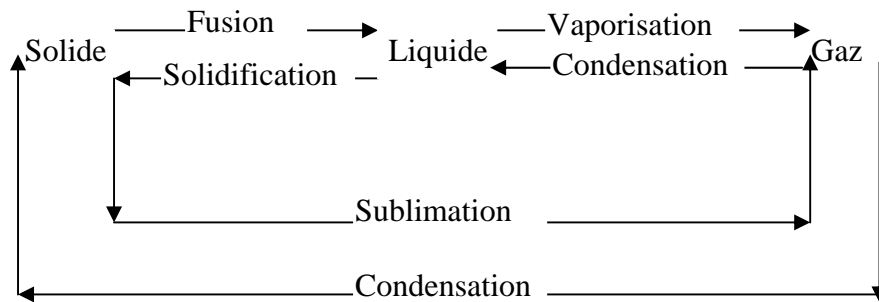 Fusion Vaporisation
Solide Liquide Gaz
Solidification Condensation
Sublimation
Condensation